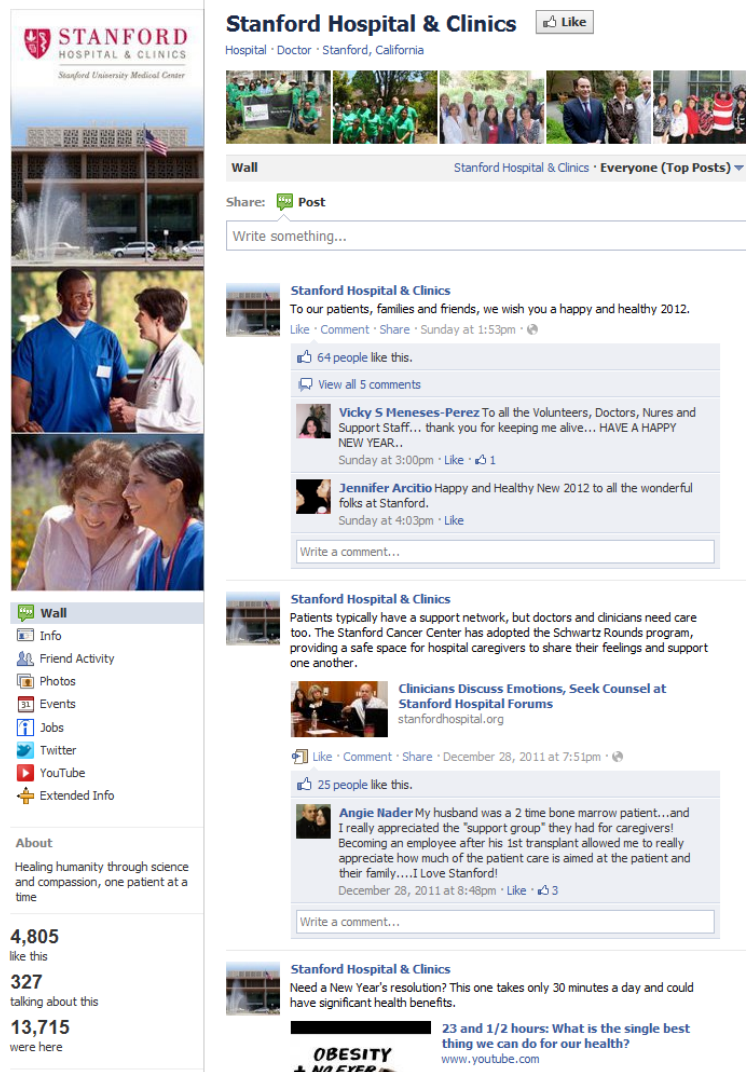 STANFORD
HOSPITAL & CLINICS
Stanford University Medical Center
Wall
Info
Friend Activity
Photos
31 Events
Jobs
Twitter
YouTube
Extended Info
About
Healing humanity through science
and compassion, one patient at a
time
4,805
like this
327
talking about this
13,715
were here
Stanford Hospital & Clinics Like
Hospital · Doctor · Stanford, California
Wall Stanford Hospital & Clinics · Everyone (Top Posts)
Share: Post
Write something...
Stanford Hospital & Clinics
To our patients, families and friends, we wish you a happy and healthy 2012.
Like · Comment · Share · Sunday at 1:53pm ·
64 people like this.
View all 5 comments
Vicky S Meneses-Perez To all the Volunteers, Doctors, Nures and
Support Staff... thank you for keeping me alive... HAVE A HAPPY
NEW YEAR..
Sunday at 3:00pm · Like · 1
Jennifer Arcitio Happy and Healthy New 2012 to all the wonderful
folks at Stanford.
Sunday at 4:03pm · Like
Write a comment...
Stanford Hospital & Clinics
Patients typically have a support network, but doctors and clinicians need care
too. The Stanford Cancer Center has adopted the Schwartz Rounds program,
providing a safe space for hospital caregivers to share their feelings and support
one another.
Clinicians Discuss Emotions, Seek Counsel at
Stanford Hospital Forums
stanfordhospital.org
Like · Comment · Share · December 28, 2011 at 7:51pm ·
25 people like this.
Angie Nader My husband was a 2 time bone marrow patient...and
I really appreciated the "support group" they had for caregivers!
Becoming an employee after his 1st transplant allowed me to really
appreciate how much of the patient care is aimed at the patient and
their family....I Love Stanford!
December 28, 2011 at 8:48pm · Like · 3
Write a comment...
Stanford Hospital & Clinics
Need a New Year's resolution? This one takes only 30 minutes a day and could
have significant health benefits.
23 and 1/2 hours: What is the single best
thing we can do for our health?
www.youtube.com
OBESITY
+ NO EXER